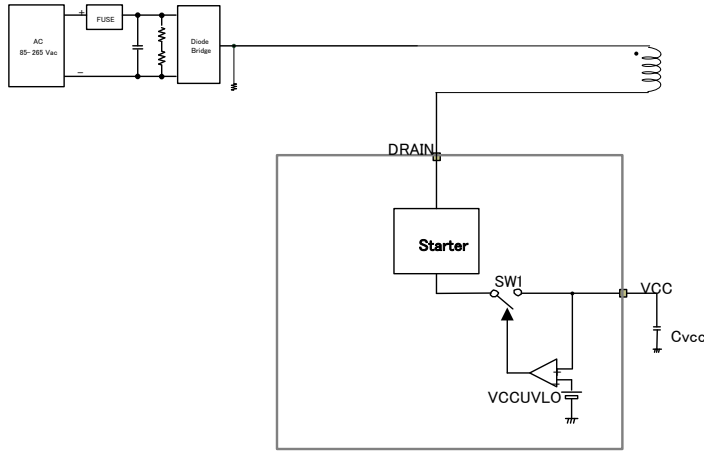 AC
85- 265 Vac
+
FUSE
−
Diode
Bridge
DRAIN
Starter
SW1
VCC
Cvcc
+
-
VCCUVLO